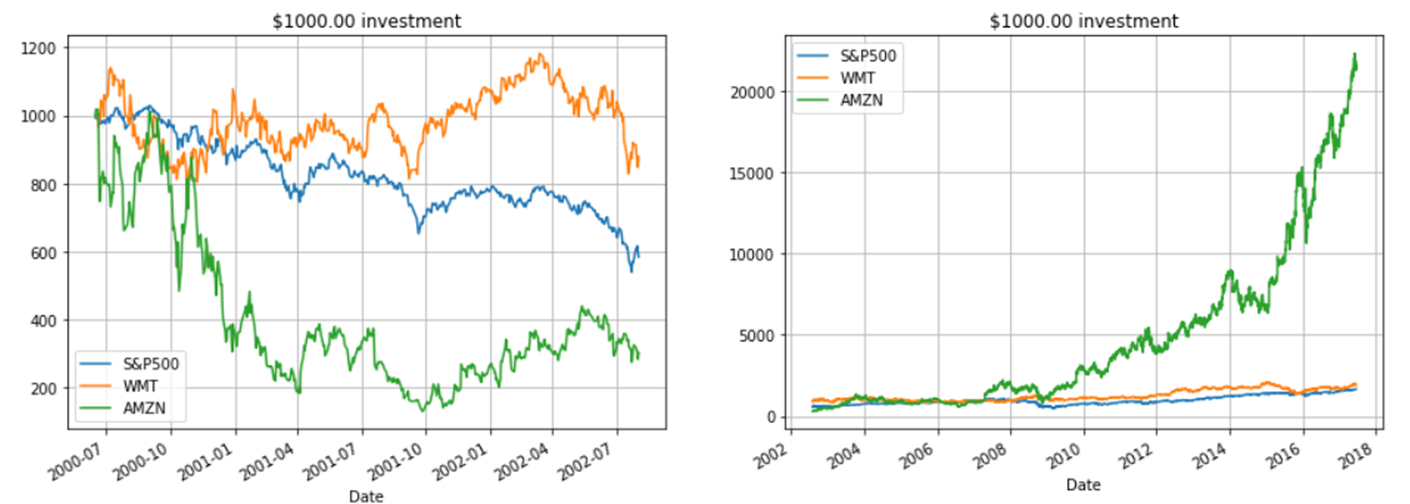 $1000.00 investment
1200
1000
800
600
400
200
S&P500
WMT
AMZN
2000-07
2000-10
2001-01
2001-04
2001-07
2001-10
2002-01
2002-04
2002-07
Date
$1000.00 investment
S&P500
WMT
AMZN
20000
15000
10000
5000
0
2002
2004
2006
2008
2010
2012
2014
2016
2018
Date